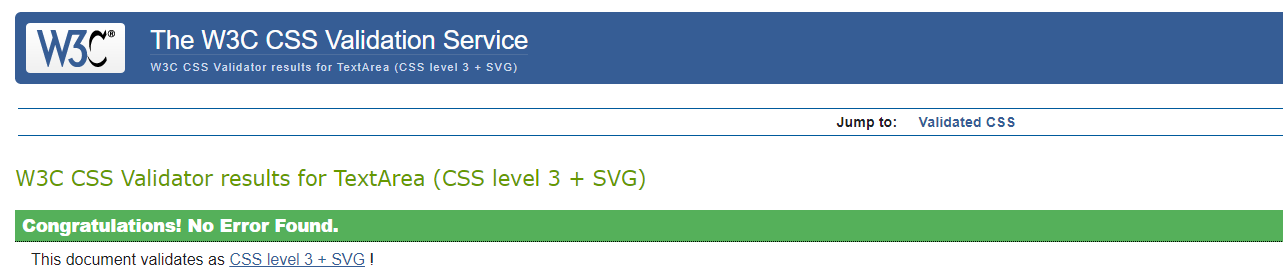 W3C®
The W3C CSS Validation Service
W3C CSS Validator results for TextArea (CSS level 3 + SVG)
Jump to: Validated CSS
W3C CSS Validator results for TextArea (CSS level 3 + SVG)
Congratulations! No Error Found.
This document validates as CSS level 3 + SVG !